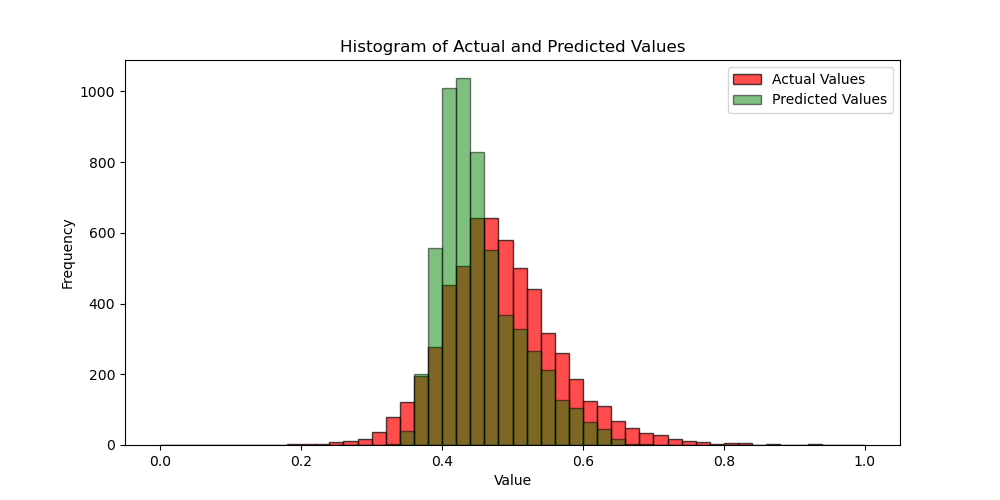 Histogram of Actual and Predicted Values
Actual Values
Predicted Values
1000
800
600
400
200
0
Frequency
0.0 0.2 0.4 0.6 0.8 1.0
Value